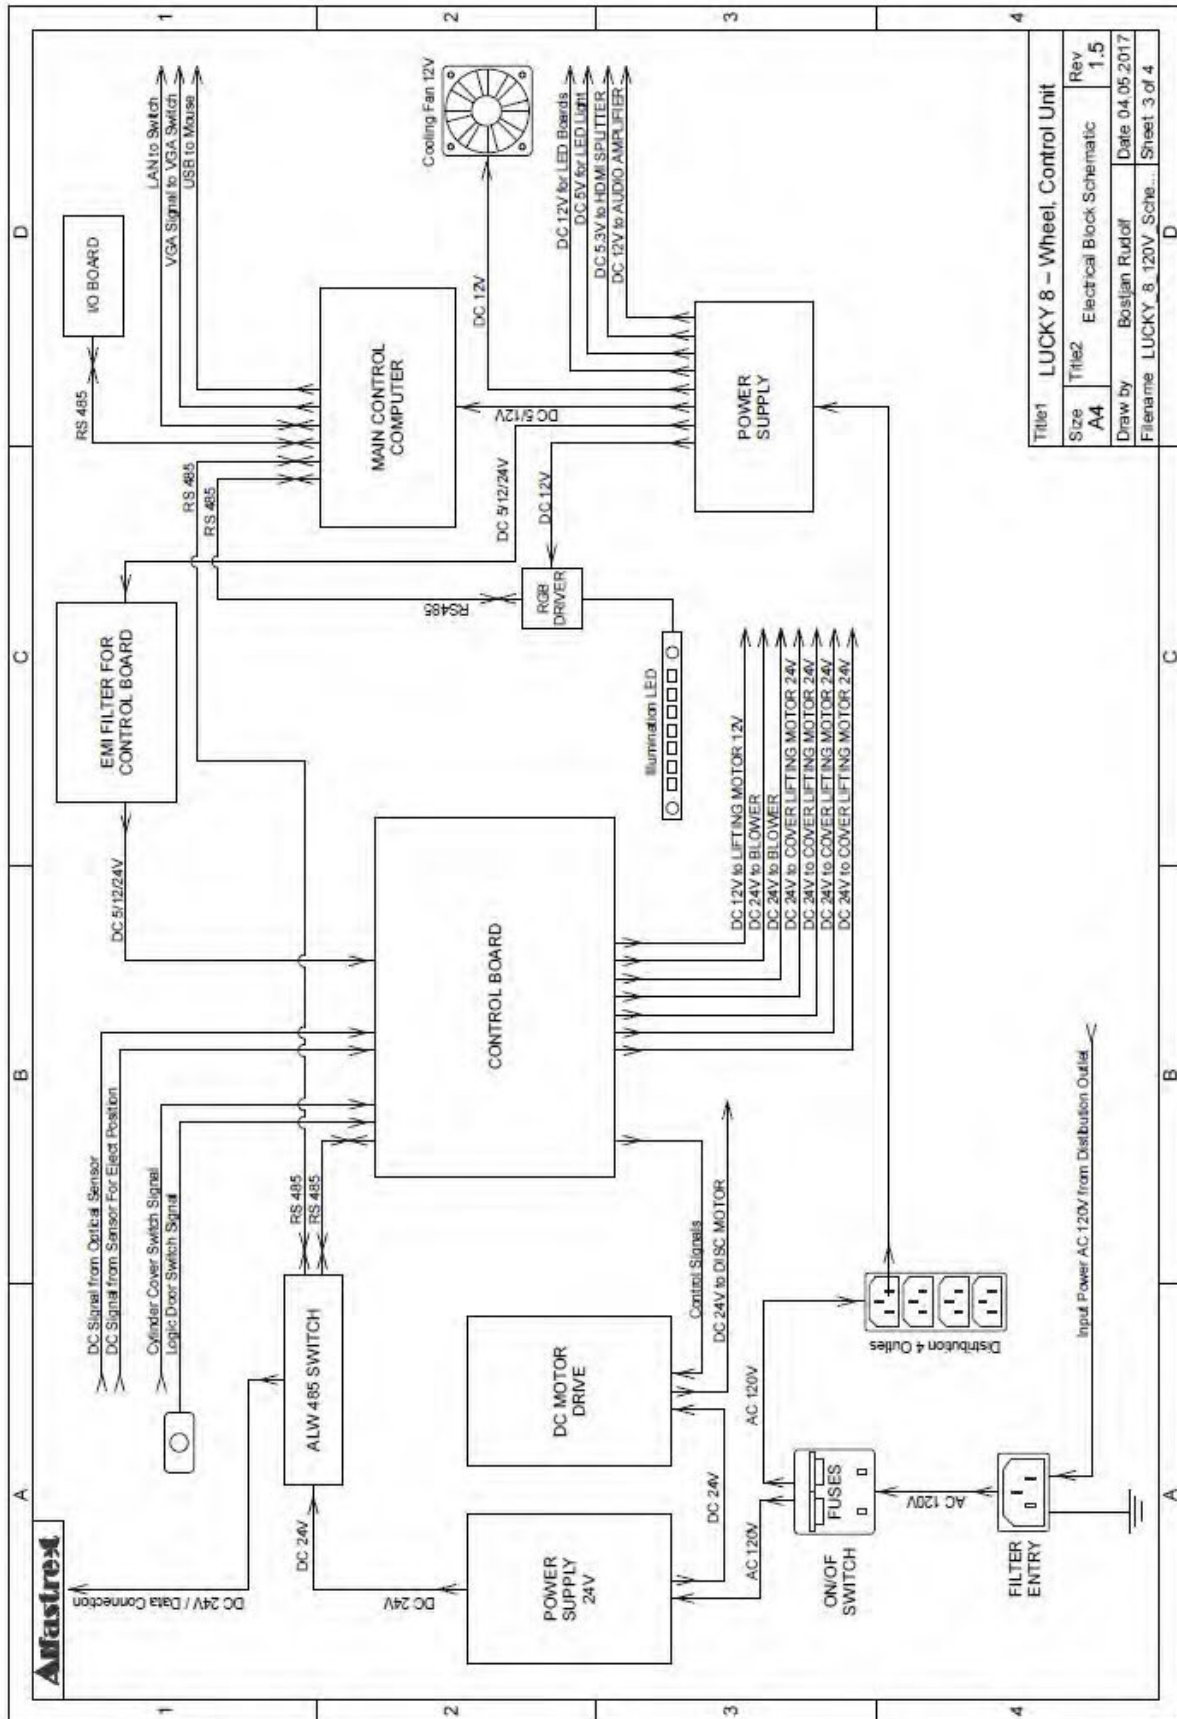 1
2
3
4
A
B
C
D
Alfastreet
DC 24V / Data Connection
DC Signal from Optical Sensor
DC Signal from Sensor For Eject Position
Cylinder Cover Switch Signal
Logic Door Switch Signal
DC 5/12/24V
EMI FILTER FOR
CONTROL BOARD
RS 485
RS 485
RS 485
I/O BOARD
LAN to Switch
VGA Signal to VGA Switch
USB to Mouse
DC 24V
DC 24V
ALW 485 SWITCH
RS 485
RS 485
CONTROL BOARD
RS485
DC 5/12/24V
DC 12V
RGB
DRIVER
MAIN CONTROL
COMPUTER
DC 5/12V
DC 12V
Cooling Fan 12V
POWER
SUPPLY
24V
DC MOTOR
DRIVE
DC 24V
Control Signals
DC 24V to DISC MOTOR
Illumination LED
DC 12V to LIFTING MOTOR 12V
DC 24V to BLOWER
DC 24V to BLOWER
DC 24V to COVER LIFTING MOTOR 24V
DC 24V to COVER LIFTING MOTOR 24V
DC 24V to COVER LIFTING MOTOR 24V
DC 24V to COVER LIFTING MOTOR 24V
POWER
SUPPLY
DC 12V for LED Boards
DC 5V for LED Light
DC 5.3V to HDMI SPLITTER
DC 12V to AUDIO AMPLIFIER
AC 120V
AC 120V
ON/OF
SWITCH
FUSES
AC 120V
Distribution 4 Outles
FILTER
ENTRY
Input Power AC 120V from Distibution Outlet
Title1 LUCKY 8 – Wheel, Control Unit
Size A4
Title2 Electrical Block Schematic
Rev 1.5
Draw by Bostjan Rudolf
Date 04.05.2017
Filename LUCKY_8_120V_Sche...
Sheet 3 of 4
A
B
C
D
1
2
3
4